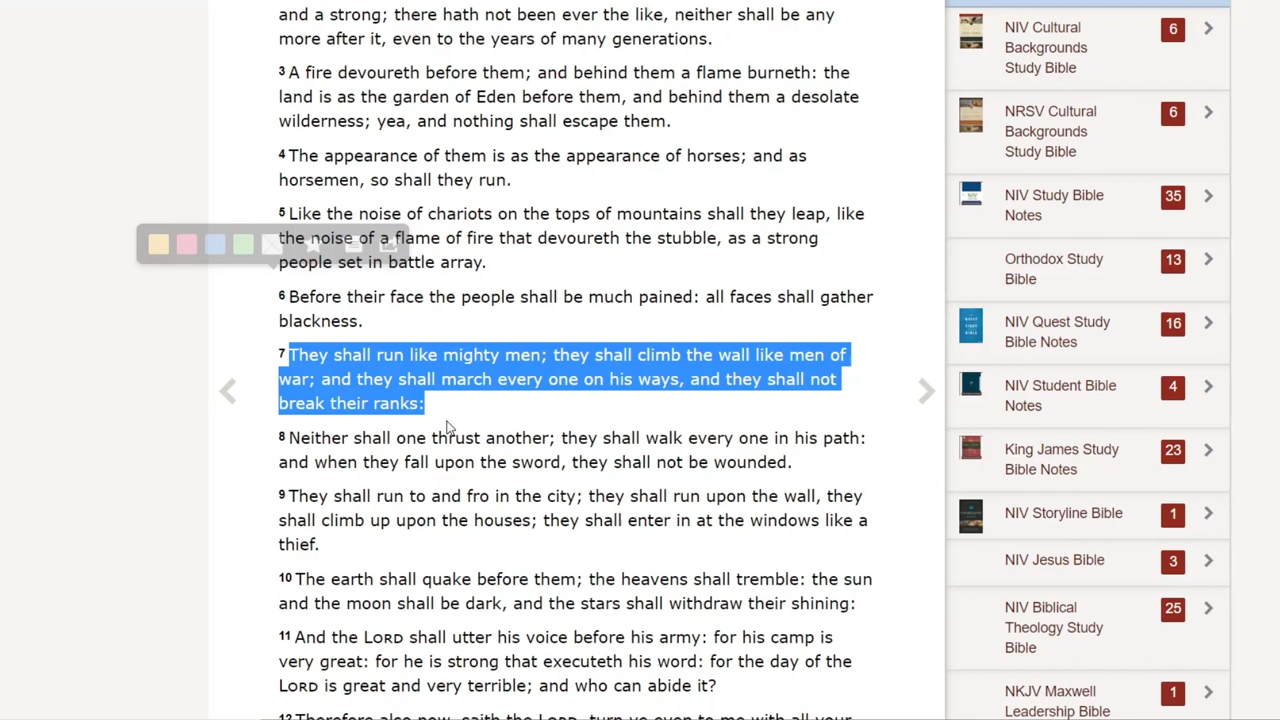 and a strong; there hath not been ever the like, neither shall be any
more after it, even to the years of many generations.
3 A fire devoureth before them; and behind them a flame burneth: the
land is as the garden of Eden before them, and behind them a desolate
wilderness; yea, and nothing shall escape them.
4 The appearance of them is as the appearance of horses; and as
horsemen, so shall they run.
5 Like the noise of chariots on the tops of mountains shall they leap, like
the noise of a flame of fire that devoureth the stubble, as a strong
people set in battle array.
6 Before their face the people shall be much pained: all faces shall gather
blackness.
7 They shall run like mighty men; they shall climb the wall like men of
war; and they shall march every one on his ways, and they shall not
break their ranks:
8 Neither shall one thrust another; they shall walk every one in his path:
and when they fall upon the sword, they shall not be wounded.
9 They shall run to and fro in the city; they shall run upon the wall, they
shall climb up upon the houses; they shall enter in at the windows like a
thief.
10 The earth shall quake before them; the heavens shall tremble: the sun
and the moon shall be dark, and the stars shall withdraw their shining:
11 And the LORD shall utter his voice before his army: for his camp is
very great: for he is strong that executeth his word: for the day of the
LORD is great and very terrible; and who can abide it?
12 Therefore also now, saith the LORD, turn ye even to me with all your
NIV Cultural
Backgrounds
Study Bible
6
NRSV Cultural
Backgrounds
Study Bible
6
NIV Study Bible
Notes
35
Orthodox Study
Bible
13
NIV Quest Study
Bible Notes
16
NIV Student Bible
Notes
4
King James Study
Bible Notes
23
NIV Storyline Bible
1
NIV Jesus Bible
3
NIV Biblical
Theology Study
Bible
25
NKJV Maxwell
Leadership Bible
1